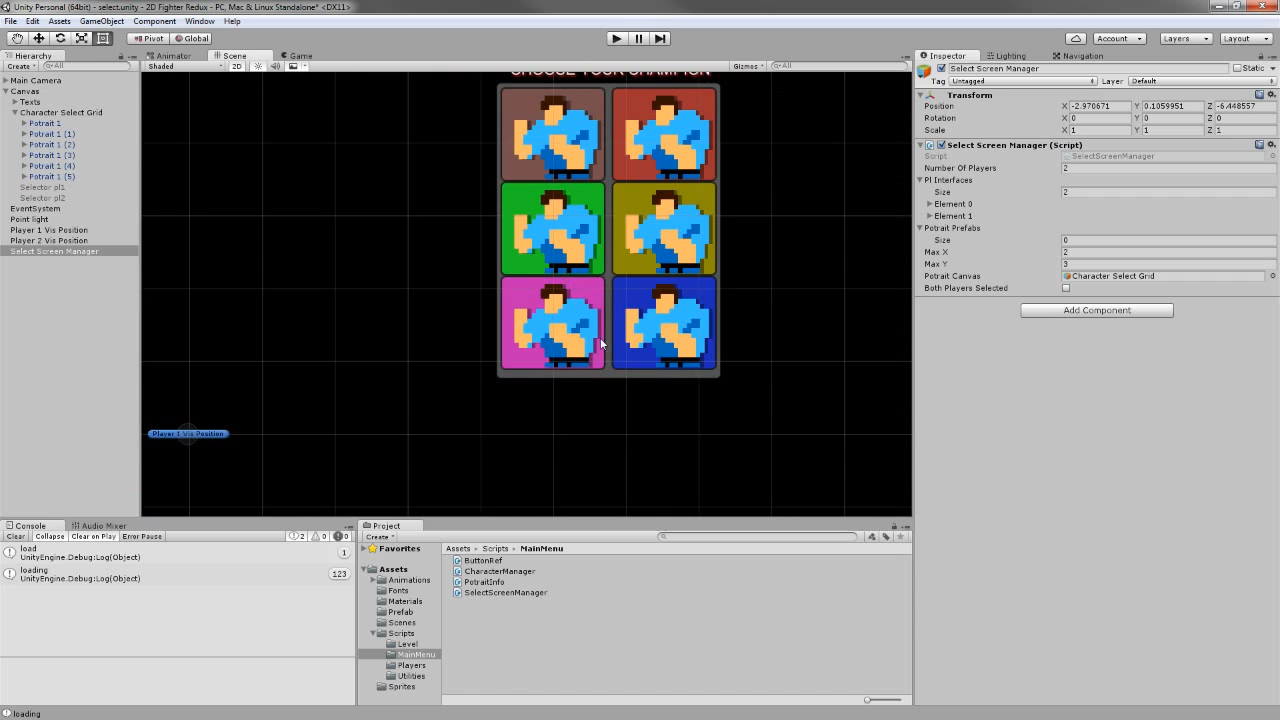 Unity Personal (64bit) - select.unity - 2D Fighter Redux - PC, Mac & Linux Standalone* <DX11>
File Edit Assets GameObject Component Window Help
Pivot Global Account Layers Layout
Hierarchy
Create All
Main Camera
Canvas
Texts
Character Select Grid
Potrait 1
Potrait 1 (1)
Potrait 1 (2)
Potrait 1 (3)
Potrait 1 (4)
Potrait 1 (5)
Selector pl1
Selector pl2
EventSystem
Point light
Player 1 Vis Position
Player 2 Vis Position
Select Screen Manager
Animator Scene Game
Shaded 2D Gizmos All
CHOOSE YOUR CHAMPION
Player 1 Vis Position
Inspector Lighting Navigation
Select Screen Manager Static
Tag Untagged Layer Default
Transform
Position X -2.970671 Y 0.1059951 Z -6.448557
Rotation X 0 Y 0 Z 0
Scale X 1 Y 1 Z 1
Select Screen Manager (Script)
Script SelectScreenManager
Number Of Players 2
Pl Interfaces
Size 2
Element 0
Element 1
Potrait Prefabs
Size 0
Max X 2
Max Y 3
Potrait Canvas Character Select Grid
Both Players Selected
Add Component
Console Audio Mixer
Clear Collapse Clear on Play Error Pause 2 0 0
load
UnityEngine.Debug:Log(Object) 1
loading
UnityEngine.Debug:Log(Object) 123
Project
Create
Favorites
Assets
Animations
Fonts
Materials
Prefab
Scenes
Scripts
Level
MainMenu
Players
Utilities
Sprites
Assets Scripts MainMenu
ButtonRef
CharacterManager
PotraitInfo
SelectScreenManager
loading